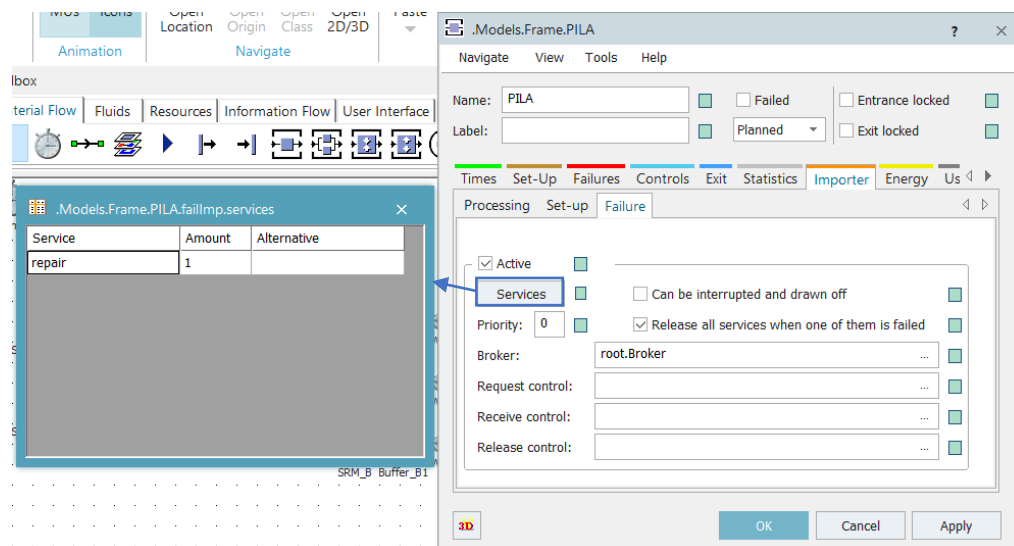 MUs Icons Open Open Open Open Paste
Location Origin Class 2D/3D
Animation Navigate
lbox
terial Flow Fluids Resources Information Flow User Interface
.Models.Frame.PILA.failImp.services
Service Amount Alternative
repair 1
SRM_B Buffer_B1
.Models.Frame.PILA ?
Navigate View Tools Help
Name: PILA Failed Entrance locked
Label: Planned Exit locked
Times Set-Up Failures Controls Exit Statistics Importer Energy Us
Processing Set-up Failure
Active
Services Can be interrupted and drawn off
Priority: 0 Release all services when one of them is failed
Broker: root.Broker ...
Request control: ...
Receive control: ...
Release control: ...
3D OK Cancel Apply